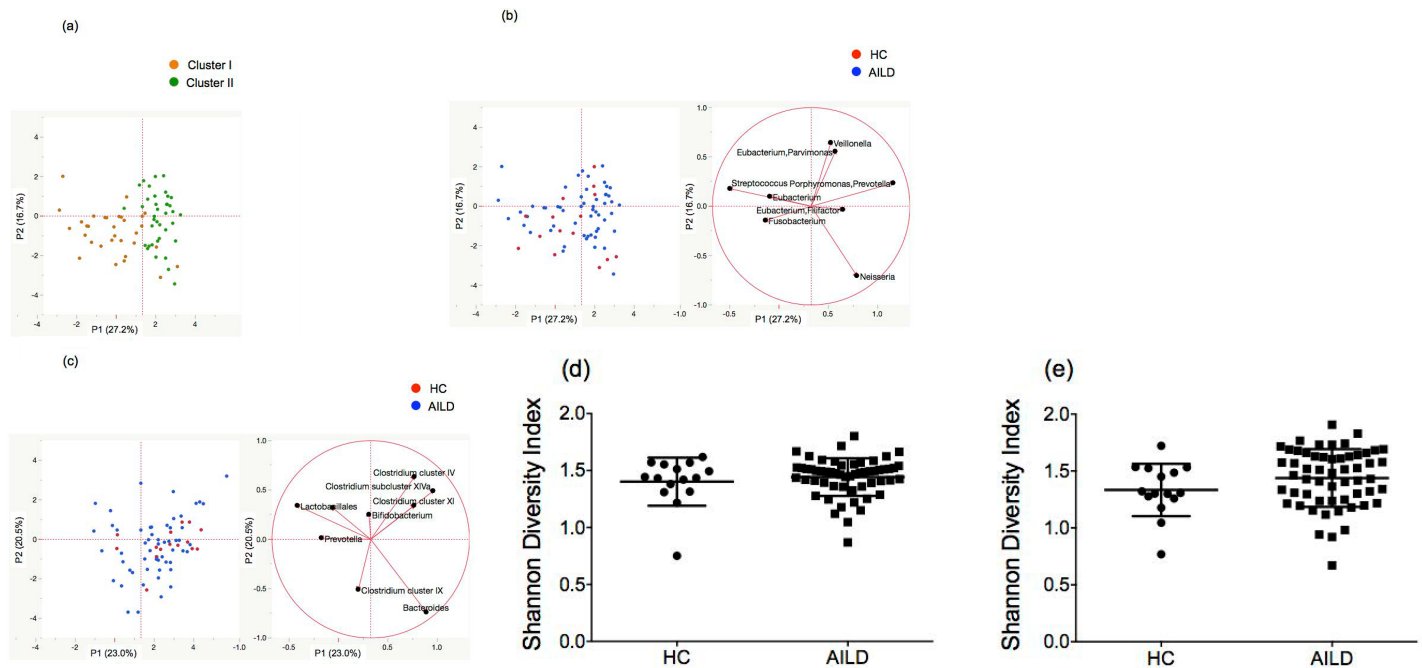 (a)
Cluster I
Cluster II
P2 (16.7%)
4
2
0
-2
-4
-4
-2
0
2
4
P1 (27.2%)
(b)
HC
AILD
P2 (16.7%)
4
2
0
-2
-4
-4
-2
0
2
4
P1 (27.2%)
P2 (16.7%)
1.0
0.5
0.0
-0.5
-1.0
-1.0
0.5
0.5
1.0
P1 (27.2%)
Veillonella
Eubacterium,Parvimonas
Streptococcus Porphyromonas,Prevotella
Eubacterium
Eubacterium,Filifactor
Fusobacterium
Neisseria
(c)
HC
AILD
P2 (20.5%)
4
2
0
-2
-4
-4
-2
0
2
4
P1 (23.0%)
P2 (20.5%)
1.0
0.5
0.0
-0.5
-1.0
-1.0
-0.5
0.5
1.0
P1 (23.0%)
Clostridium cluster IV
Clostridium subcluster XIVa
Clostridium cluster XI
Lactobacillales
Bifidobacterium
Prevotella
Clostridium cluster IX
Bacteroides
(d)
Shannon Diversity Index
2.0
1.5
1.0
0.5
0.0
HC
AILD
(e)
Shannon Diversity Index
2.0
1.5
1.0
0.5
0.0
HC
AILD